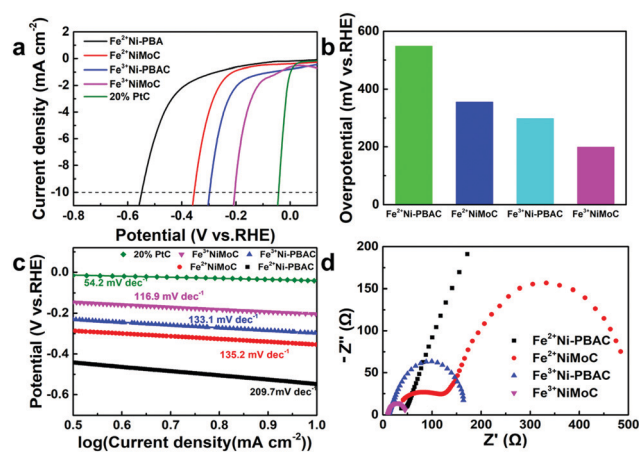 a
Current density (mA cm⁻²)
2
0
-2
-4
-6
-8
-10
Fe²⁺Ni-PBA
Fe²⁺NiMoC
Fe³⁺Ni-PBAC
Fe³⁺NiMoC
20% PtC
-0.8
-0.6
-0.4
-0.2
0.0
Potential (V vs.RHE)
b
Overpotential (mV vs.RHE)
600
400
200
0
Fe²⁺Ni-PBAC
Fe²⁺NiMoC
Fe³⁺Ni-PBAC
Fe³⁺NiMoC
c
Potential (V vs.RHE)
0.0
-0.2
-0.4
-0.6
20% PtC
Fe³⁺NiMoC
Fe³⁺Ni-PBAC
Fe²⁺NiMoC
Fe²⁺Ni-PBAC
54.2 mV dec⁻¹
116.9 mV dec⁻¹
133.1 mV dec⁻¹
135.2 mV dec⁻¹
209.7mV dec⁻¹
0.5
0.6
0.7
0.8
0.9
1.0
log(Current density(mA cm⁻²)
d
-Z'' (Ω)
-200
-150
-100
-50
0
Fe²⁺Ni-PBAC
Fe²⁺NiMoC
Fe³⁺Ni-PBAC
Fe³⁺NiMoC
0
100
200
300
400
500
Z' (Ω)